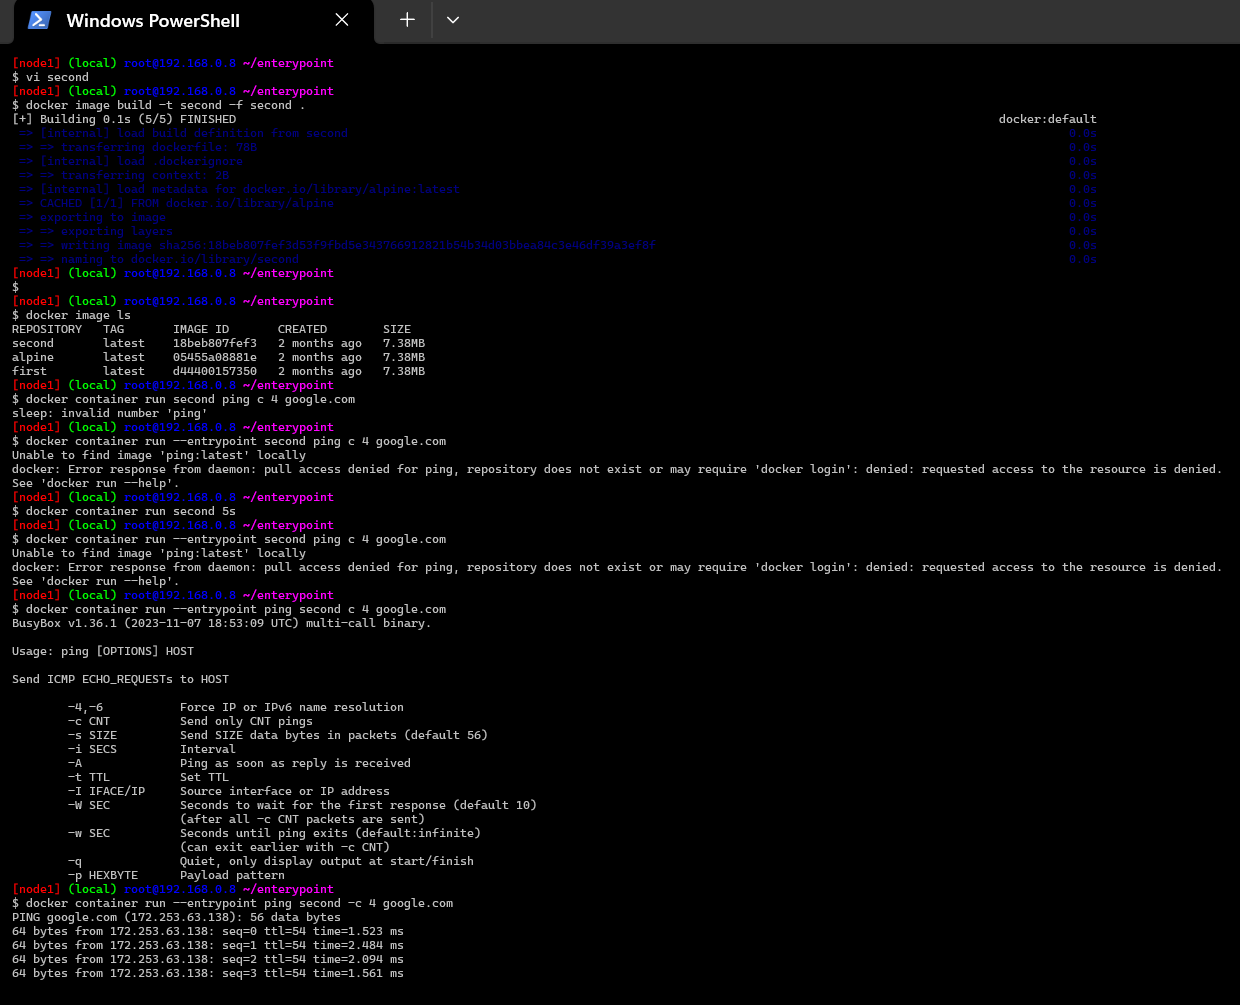 Windows PowerShell
[node1] (local) root@192.168.0.8 ~/enterypoint
$ vi second
[node1] (local) root@192.168.0.8 ~/enterypoint
$ docker image build -t second -f second .
[+] Building 0.1s (5/5) FINISHED docker:default
=> [internal] load build definition from second 0.0s
=> => transferring dockerfile: 78B 0.0s
=> [internal] load .dockerignore 0.0s
=> => transferring context: 2B 0.0s
=> [internal] load metadata for docker.io/library/alpine:latest 0.0s
=> CACHED [1/1] FROM docker.io/library/alpine 0.0s
=> exporting to image 0.0s
=> => exporting layers 0.0s
=> => writing image 0.0s
=> => naming to docker.io/library/second 0.0s
[node1] (local) root@192.168.0.8 ~/enterypoint
$
[node1] (local) root@192.168.0.8 ~/enterypoint
$ docker image ls
REPOSITORY TAG IMAGE ID CREATED SIZE
second latest 18beb807fef3 2 months ago 7.38MB
alpine latest 05455a08881e 2 months ago 7.38MB
first latest d44400157350 2 months ago 7.38MB
[node1] (local) root@192.168.0.8 ~/enterypoint
$ docker container run second ping c 4 google.com
sleep: invalid number 'ping'
[node1] (local) root@192.168.0.8 ~/enterypoint
$ docker container run --entrypoint second ping c 4 google.com
Unable to find image 'ping:latest' locally
docker: Error response from daemon: pull access denied for ping, repository does not exist or may require 'docker login': denied: requested access to the resource is denied.
See 'docker run --help'.
[node1] (local) root@192.168.0.8 ~/enterypoint
$ docker container run second 5s
[node1] (local) root@192.168.0.8 ~/enterypoint
$ docker container run --entrypoint second ping c 4 google.com
Unable to find image 'ping:latest' locally
docker: Error response from daemon: pull access denied for ping, repository does not exist or may require 'docker login': denied: requested access to the resource is denied.
See 'docker run --help'.
[node1] (local) root@192.168.0.8 ~/enterypoint
$ docker container run --entrypoint ping second c 4 google.com
BusyBox v1.36.1 (2023-11-07 18:53:09 UTC) multi-call binary.
Usage: ping [OPTIONS] HOST
Send ICMP ECHO_REQUESTs to HOST
-4,-6 Force IP or IPv6 name resolution
-c CNT Send only CNT pings
-s SIZE Send SIZE data bytes in packets (default 56)
-i SECS Interval
-A Ping as soon as reply is received
-t TTL Set TTL
-I IFACE/IP Source interface or IP address
-W SEC Seconds to wait for the first response (default 10)
(after all -c CNT packets are sent)
-w SEC Seconds until ping exits (default:infinite)
(can exit earlier with -c CNT)
-q Quiet, only display output at start/finish
-p HEXBYTE Payload pattern
[node1] (local) root@192.168.0.8 ~/enterypoint
$ docker container run --entrypoint ping second -c 4 google.com
PING google.com (172.253.63.138): 56 data bytes
64 bytes from 172.253.63.138: seq=0 ttl=54 time=1.523 ms
64 bytes from 172.253.63.138: seq=1 ttl=54 time=2.484 ms
64 bytes from 172.253.63.138: seq=2 ttl=54 time=2.094 ms
64 bytes from 172.253.63.138: seq=3 ttl=54 time=1.561 ms